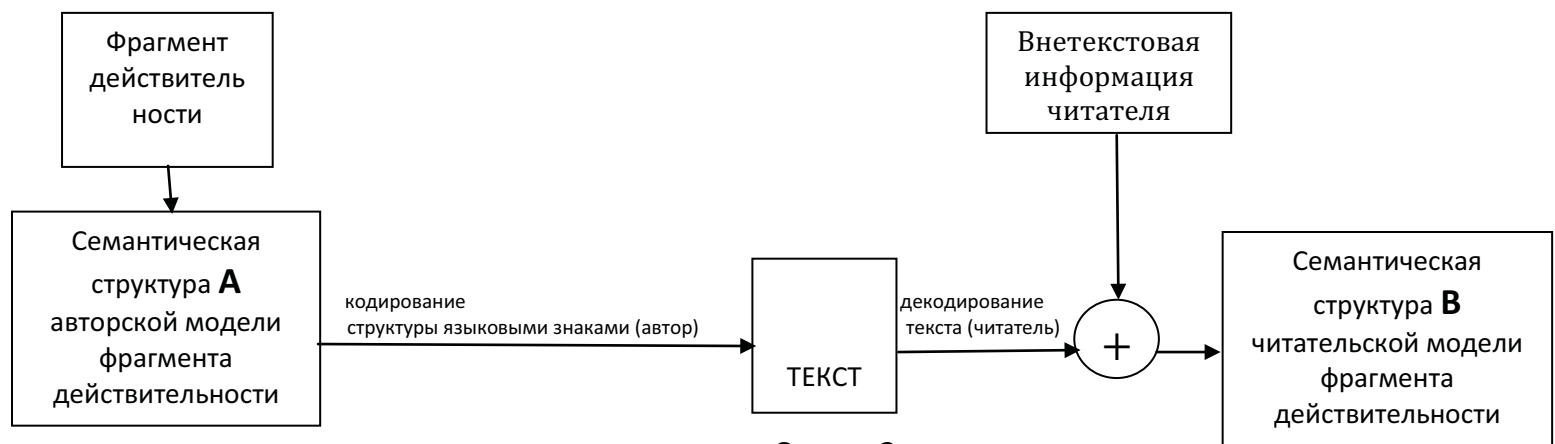 Фрагмент
действитель
ности
Внетекстовая
информация
читателя
Семантическая
структура А
авторской модели
фрагмента
действительности
кодирование
структуры языковыми знаками (автор)
ТЕКСТ
декодирование
текста (читатель)
+
Семантическая
структура В
читательской модели
фрагмента
действительности